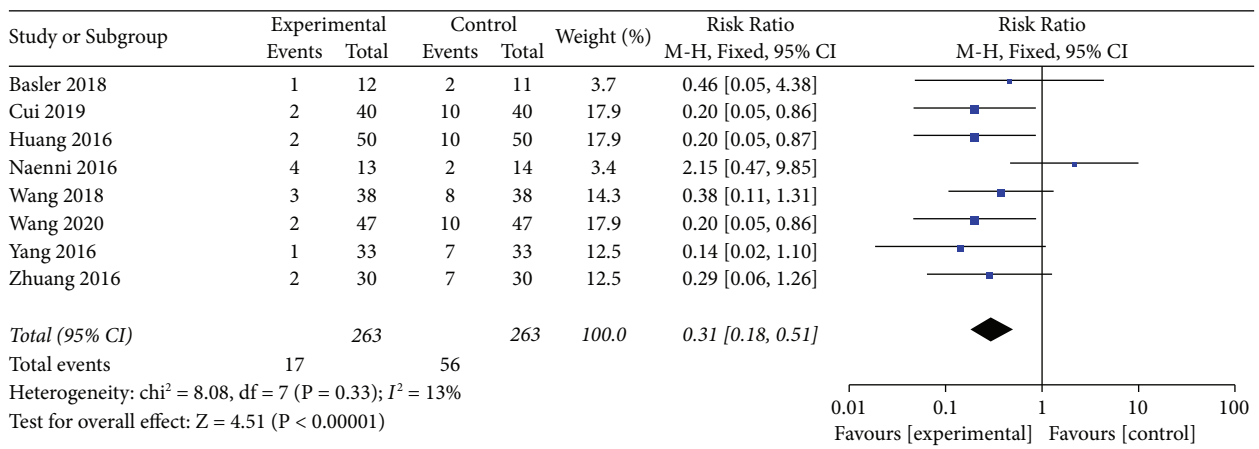 Study or Subgroup Experimental Control Weight (%) Risk Ratio Risk Ratio
Events Total Events Total M-H, Fixed, 95% CI M-H, Fixed, 95% CI
Basler 2018 1 12 2 11 3.7 0.46 [0.05, 4.38]
Cui 2019 2 40 10 40 17.9 0.20 [0.05, 0.86]
Huang 2016 2 50 10 50 17.9 0.20 [0.05, 0.87]
Naenni 2016 4 13 2 14 3.4 2.15 [0.47, 9.85]
Wang 2018 3 38 8 38 14.3 0.38 [0.11, 1.31]
Wang 2020 2 47 10 47 17.9 0.20 [0.05, 0.86]
Yang 2016 1 33 7 33 12.5 0.14 [0.02, 1.10]
Zhuang 2016 2 30 7 30 12.5 0.29 [0.06, 1.26]
Total (95% CI) 263 263 100.0 0.31 [0.18, 0.51]
Total events 17 56
Heterogeneity: chi² = 8.08, df = 7 (P = 0.33); I² = 13%
Test for overall effect: Z = 4.51 (P < 0.00001)
0.01 0.1 1 10 100
Favours [experimental] Favours [control]